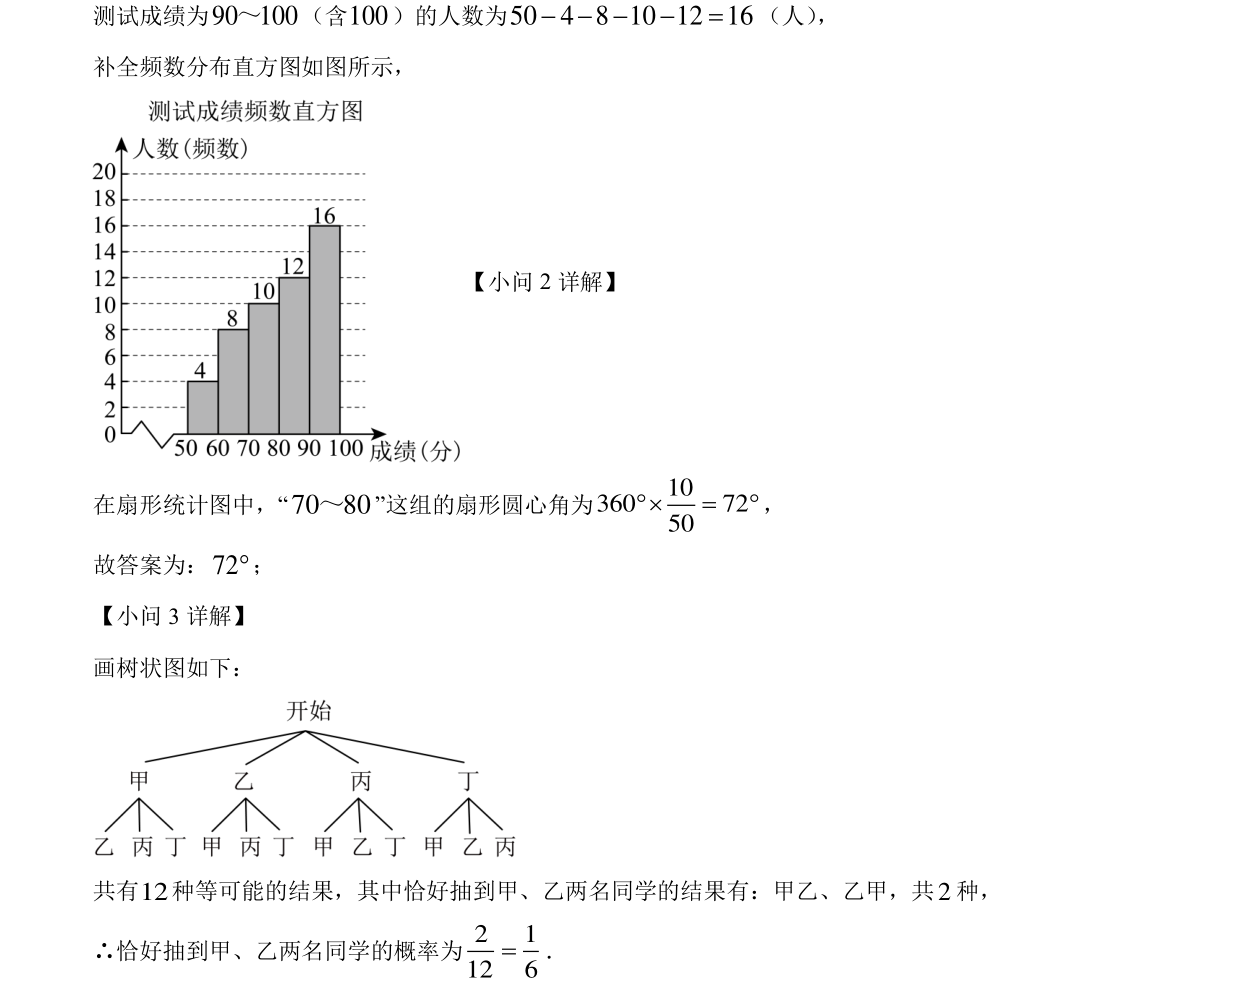 测试成绩为90～100（含100）的人数为50－4－8－10－12＝16（人），
补全频数分布直方图如图所示，
测试成绩频数直方图
人数(频数)
20
18
16
14
12
10
8
6
4
2
0
4
8
10
12
16
50 60 70 80 90 100 成绩(分)
【小问 2 详解】
在扇形统计图中，“70～80”这组的扇形圆心角为360°×10/50＝72°，
故答案为：72°；
【小问 3 详解】
画树状图如下：
开始
甲 乙 丙 丁
乙 丙 丁 甲 丙 丁 甲 乙 丁 甲 乙 丙
共有12种等可能的结果，其中恰好抽到甲、乙两名同学的结果有：甲乙、乙甲，共2种，
∴恰好抽到甲、乙两名同学的概率为2/12＝1/6．